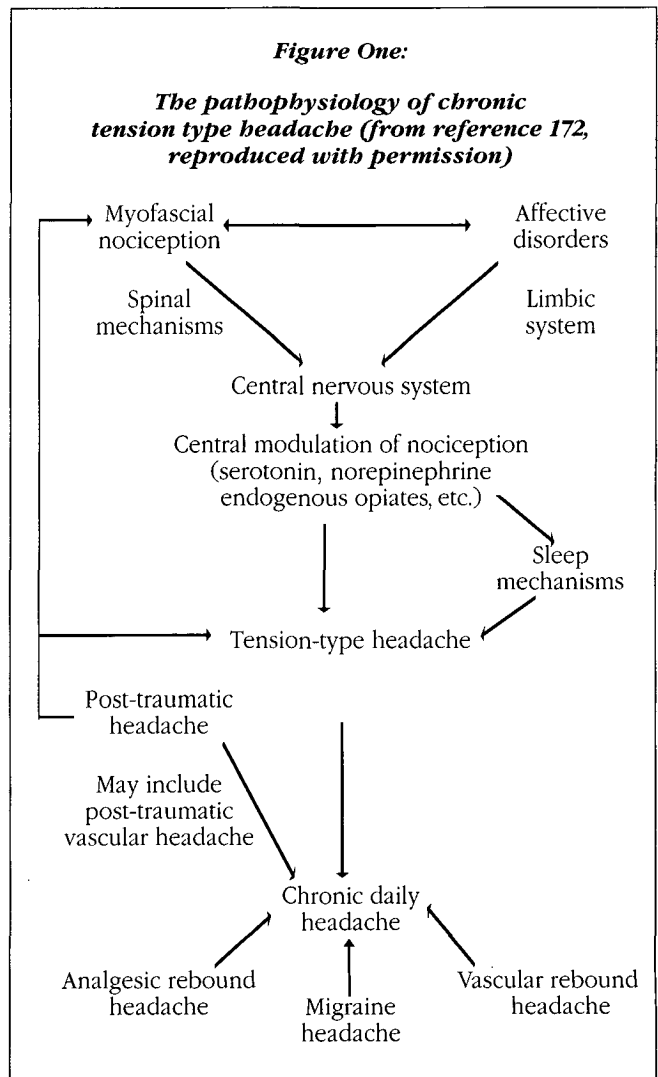 Figure One:
The pathophysiology of chronic
tension type headache (from reference 172,
reproduced with permission)
Myofascial
nociception
Affective
disorders
Spinal
mechanisms
Limbic
system
Central nervous system
Central modulation of nociception
(serotonin, norepinephrine
endogenous opiates, etc.)
Sleep
mechanisms
Tension-type headache
Post-traumatic
headache
May include
post-traumatic
vascular headache
Chronic daily
headache
Analgesic rebound
headache
Migraine
headache
Vascular rebound
headache